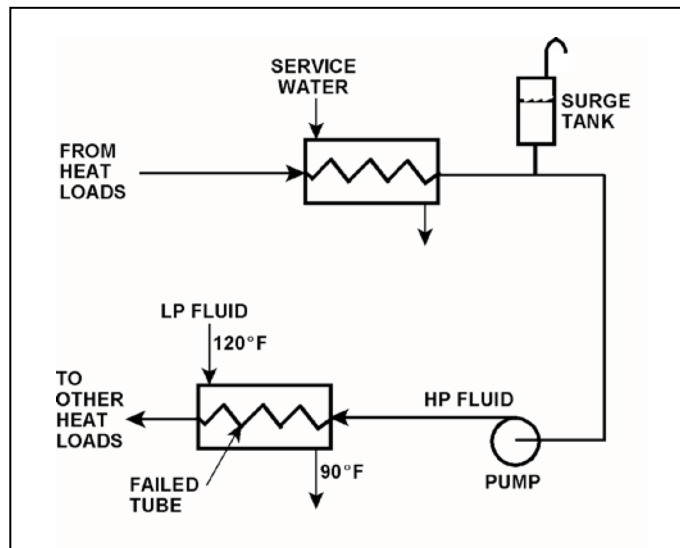 SERVICE
WATER
SURGE
TANK
FROM
HEAT
LOADS
LP FLUID
120°F
TO
OTHER
HEAT
LOADS
HP FLUID
90°F
FAILED
TUBE
PUMP